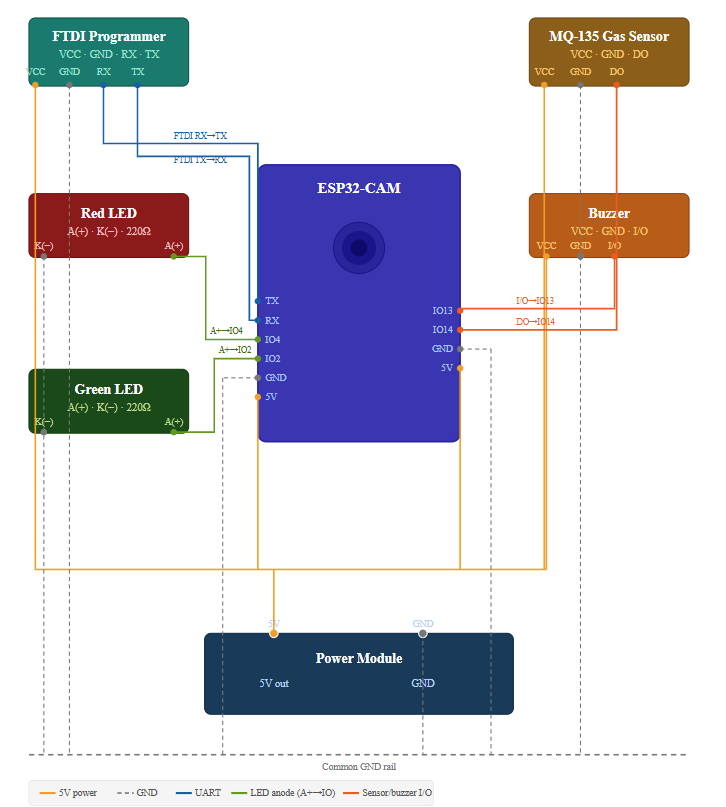 FTDI Programmer
VCC · GND · RX · TX
VCC GND RX TX
MQ-135 Gas Sensor
VCC · GND · DO
VCC GND DO
FTDI RX→TX
FTDI TX→RX
ESP32-CAM
Red LED
A(+) · K(−) · 220Ω
K(−) A(+)
Buzzer
VCC · GND · I/O
VCC GND I/O
TX
RX
IO4
IO2
GND
5V
IO13
IO14
GND
5V
I/O→IO13
DO→IO14
A+→IO4
A+→IO2
Green LED
A(+) · K(−) · 220Ω
K(−) A(+)
5V GND
Power Module
5V out GND
Common GND rail
5V power GND UART LED anode (A+→IO) Sensor/buzzer I/O